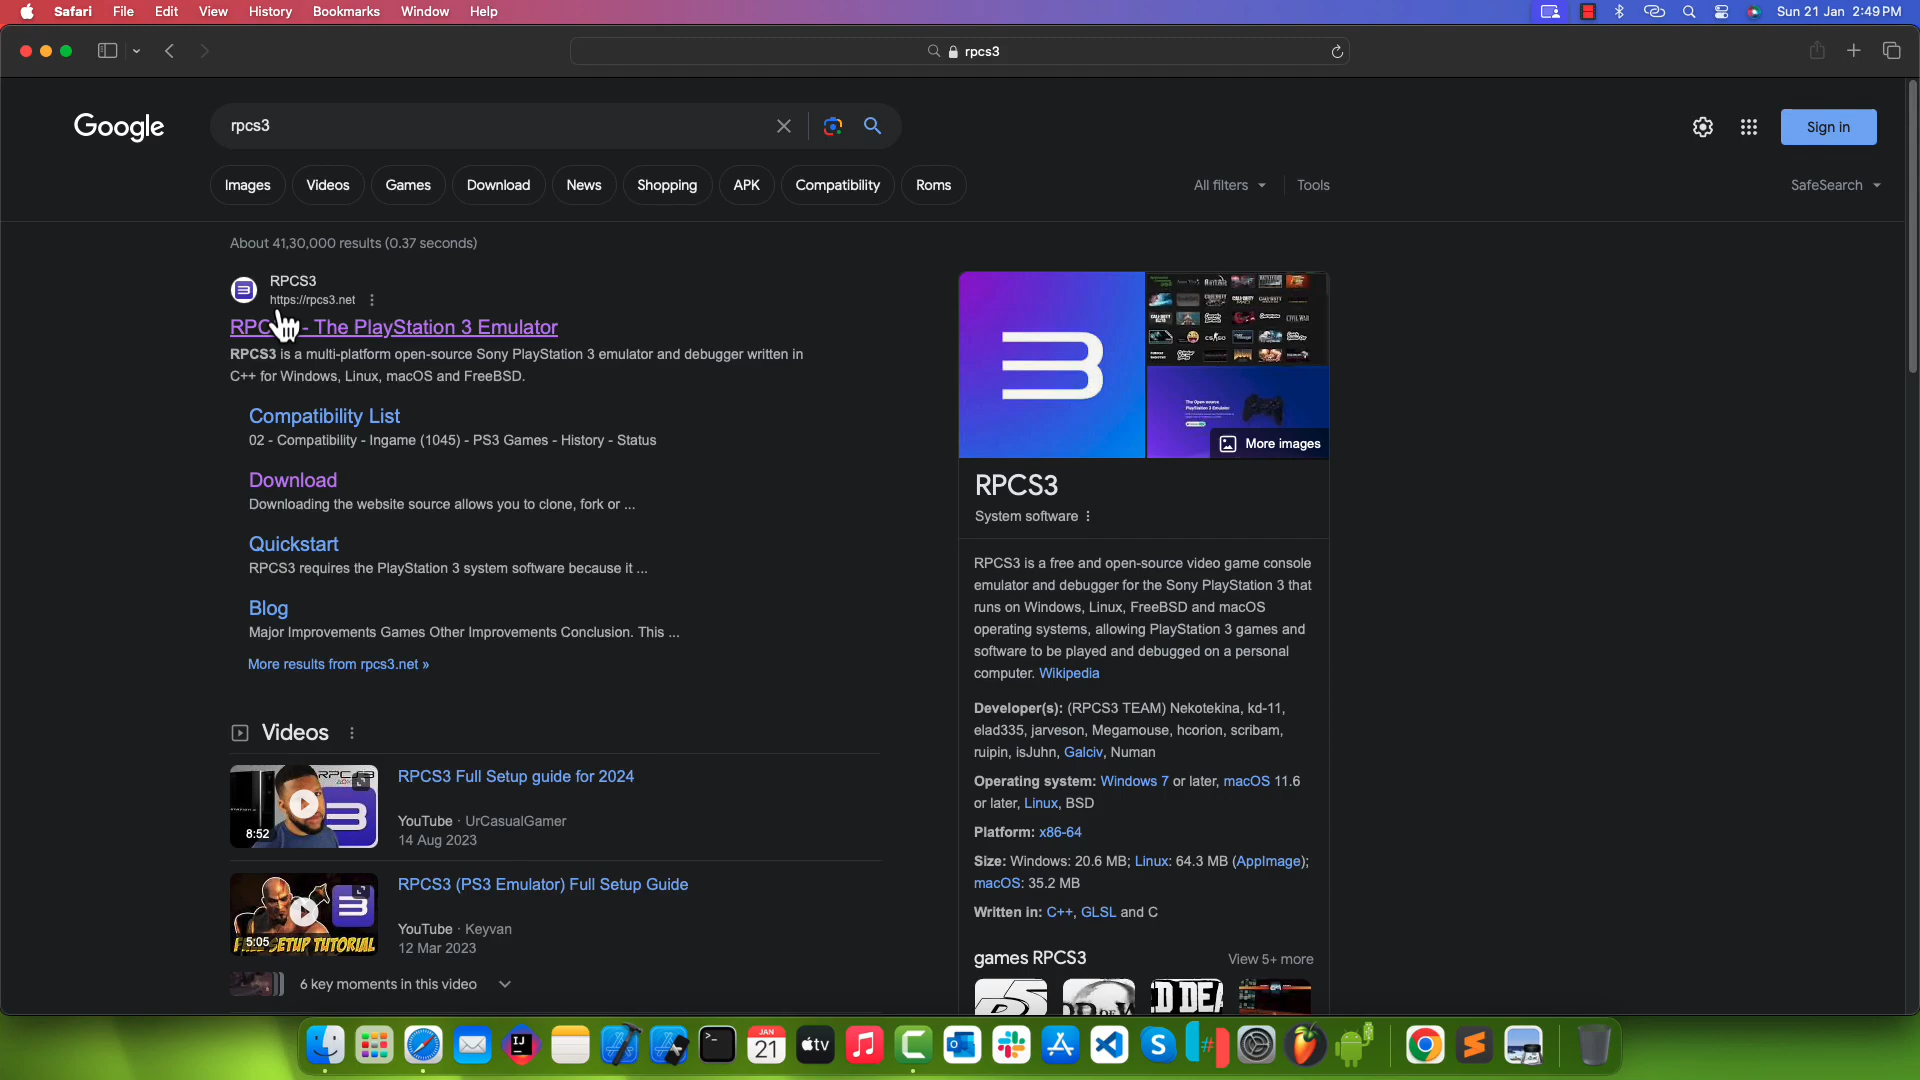 Safari File Edit View History Bookmarks Window Help
Sun 21 Jan 2:49 PM
rpcs3
Google
rpcs3
Sign in
Images Videos Games Download News Shopping APK Compatibility Roms
All filters Tools
SafeSearch
About 41,30,000 results (0.37 seconds)
RPCS3
https://rpcs3.net
RPC - The PlayStation 3 Emulator
RPCS3 is a multi-platform open-source Sony PlayStation 3 emulator and debugger written in
C++ for Windows, Linux, macOS and FreeBSD.
Compatibility List
02 - Compatibility - Ingame (1045) - PS3 Games - History - Status
Download
Downloading the website source allows you to clone, fork or ...
Quickstart
RPCS3 requires the PlayStation 3 system software because it ...
Blog
Major Improvements Games Other Improvements Conclusion. This ...
More results from rpcs3.net »
Videos
8:52
RPCS3 Full Setup guide for 2024
YouTube · UrCasualGamer
14 Aug 2023
5:05
SETUP TUTORIAL
RPCS3 (PS3 Emulator) Full Setup Guide
YouTube · Keyvan
12 Mar 2023
6 key moments in this video
The Open-source
PlayStation 3 Emulator
More images
RPCS3
System software
RPCS3 is a free and open-source video game console
emulator and debugger for the Sony PlayStation 3 that
runs on Windows, Linux, FreeBSD and macOS
operating systems, allowing PlayStation 3 games and
software to be played and debugged on a personal
computer. Wikipedia
Developer(s): (RPCS3 TEAM) Nekotekina, kd-11,
elad335, jarveson, Megamouse, hcorion, scribam,
ruipin, isJuhn, Galciv, Numan
Operating system: Windows 7 or later, macOS 11.6
or later, Linux, BSD
Platform: x86-64
Size: Windows: 20.6 MB; Linux: 64.3 MB (AppImage);
macOS: 35.2 MB
Written in: C++, GLSL and C
games RPCS3
View 5+ more
IJ
JAN
21
tv